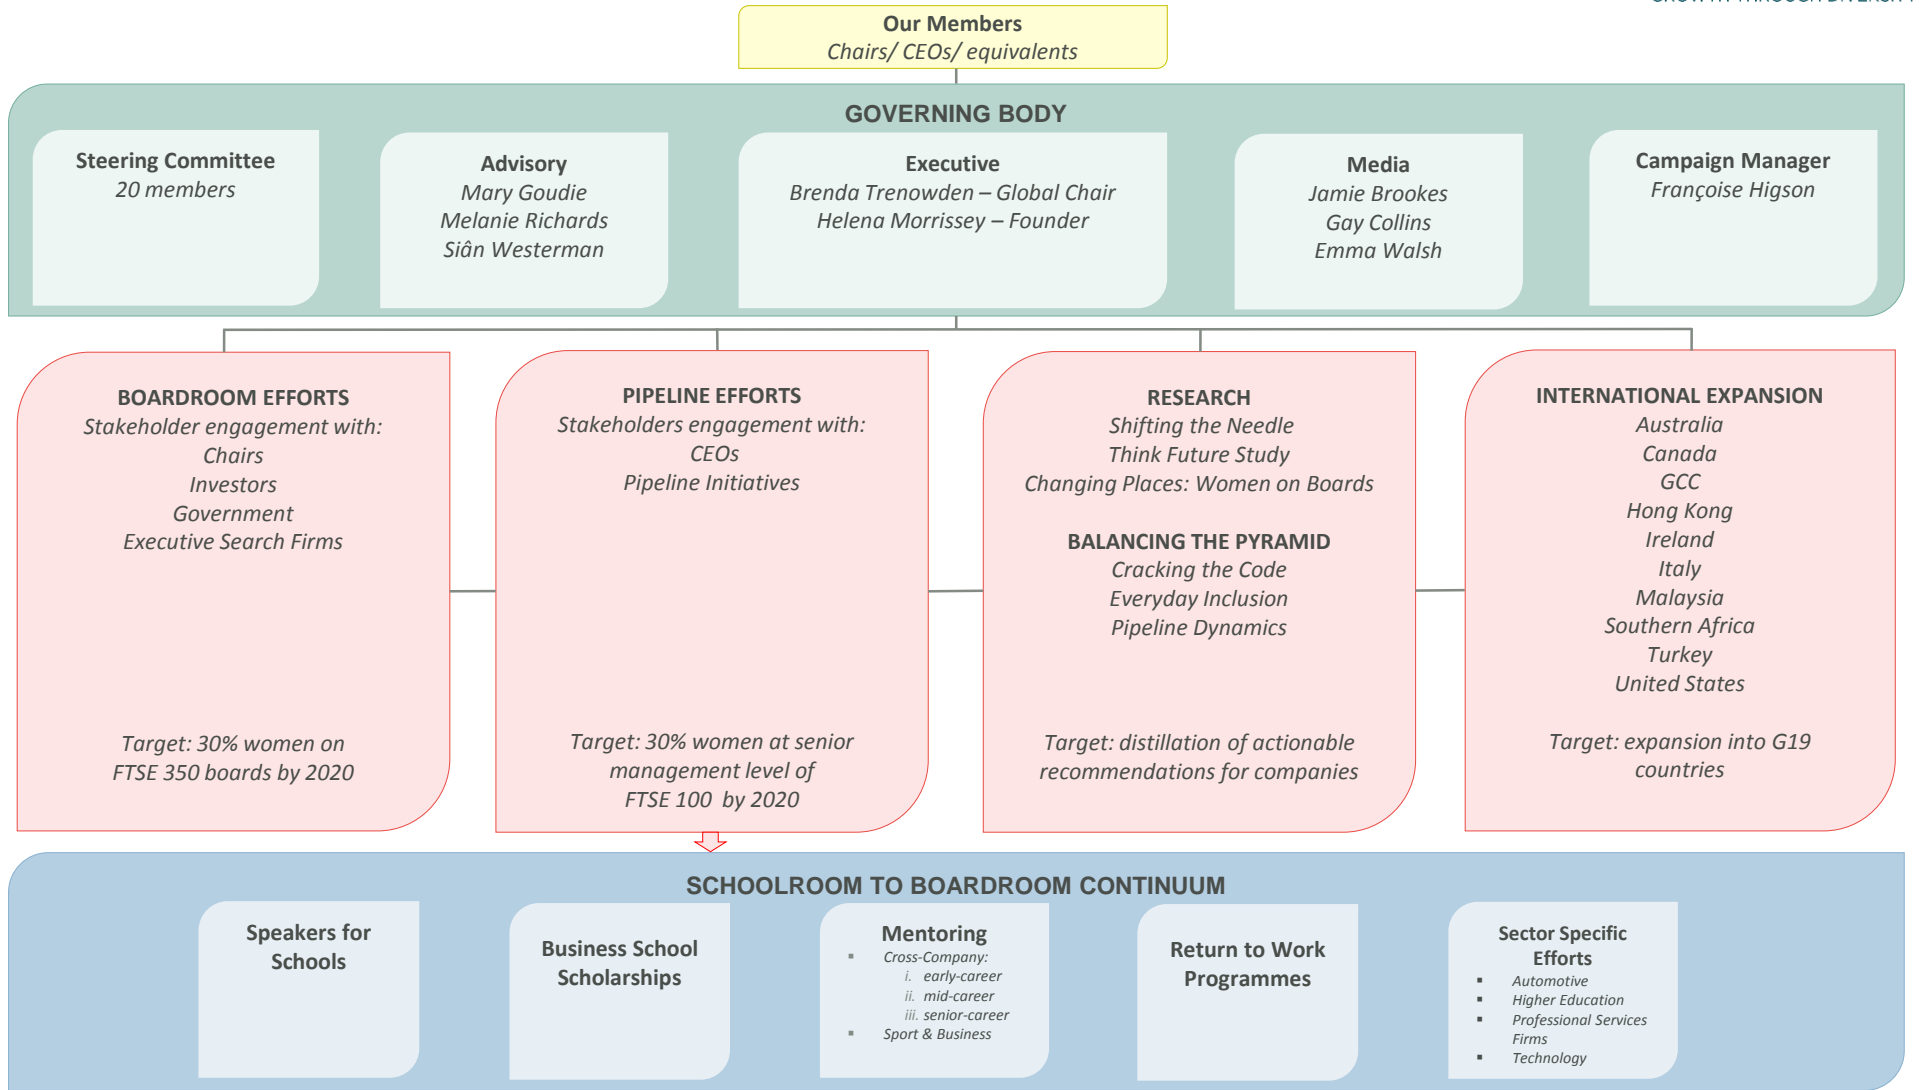 GROWTH THROUGH DIVERSITY
Our Members
Chairs/ CEOs/ equivalents
GOVERNING BODY
Steering Committee
20 members
Advisory
Mary Goudie
Melanie Richards
Siân Westerman
Executive
Brenda Trenowden – Global Chair
Helena Morrissey – Founder
Media
Jamie Brookes
Gay Collins
Emma Walsh
Campaign Manager
Françoise Higson
BOARDROOM EFFORTS
Stakeholder engagement with:
Chairs
Investors
Government
Executive Search Firms
Target: 30% women on
FTSE 350 boards by 2020
PIPELINE EFFORTS
Stakeholders engagement with:
CEOs
Pipeline Initiatives
Target: 30% women at senior
management level of
FTSE 100 by 2020
RESEARCH
Shifting the Needle
Think Future Study
Changing Places: Women on Boards
BALANCING THE PYRAMID
Cracking the Code
Everyday Inclusion
Pipeline Dynamics
Target: distillation of actionable
recommendations for companies
INTERNATIONAL EXPANSION
Australia
Canada
GCC
Hong Kong
Ireland
Italy
Malaysia
Southern Africa
Turkey
United States
Target: expansion into G19
countries
SCHOOLROOM TO BOARDROOM CONTINUUM
Speakers for
Schools
Business School
Scholarships
Mentoring
▪ Cross-Company:
i. early-career
ii. mid-career
iii. senior-career
▪ Sport & Business
Return to Work
Programmes
Sector Specific
Efforts
▪ Automotive
▪ Higher Education
▪ Professional Services
Firms
▪ Technology